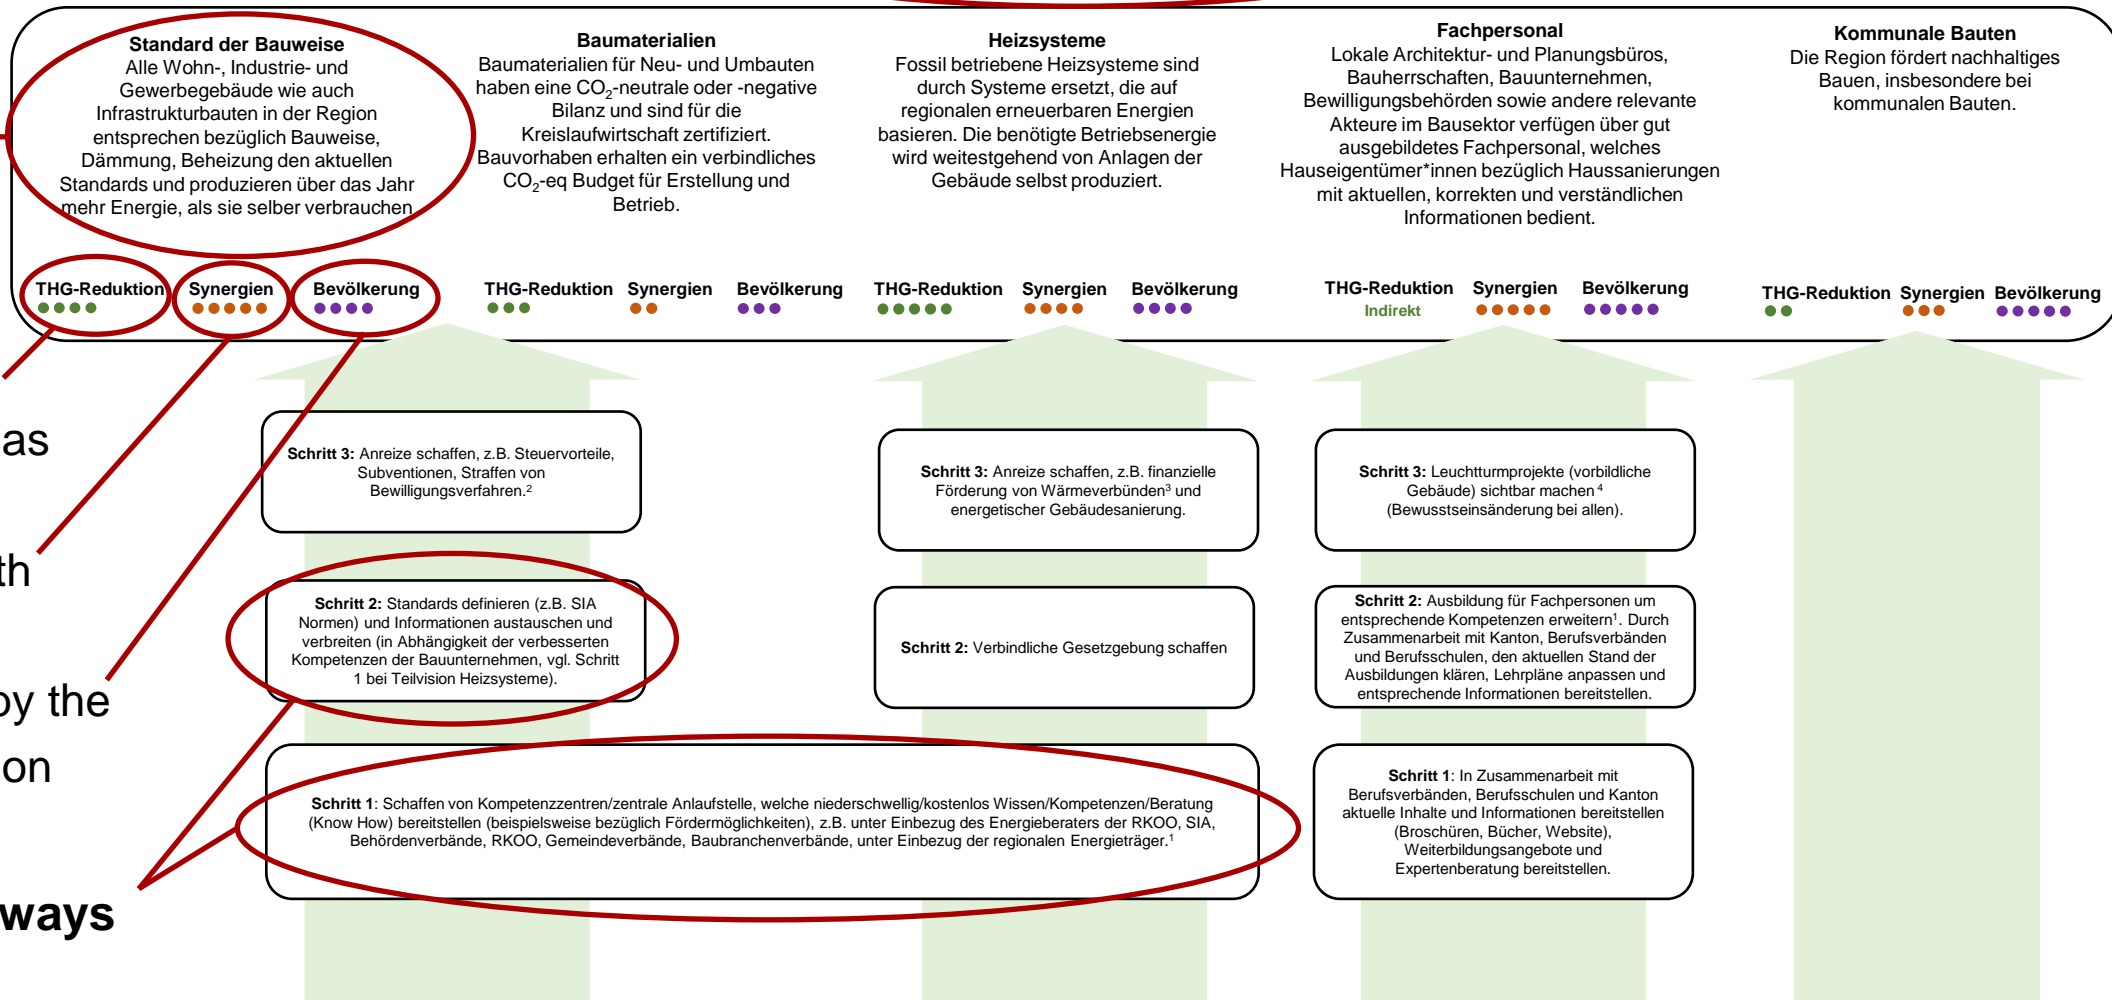 Standard der Bauweise
Alle Wohn-, Industrie- und
Gewerbegebäude wie auch
Infrastrukturbauten in der Region
entsprechen bezüglich Bauweise,
Dämmung, Beheizung den aktuellen
Standards und produzieren über das Jahr
mehr Energie, als sie selber verbrauchen
THG-Reduktion Synergien Bevölkerung
Baumaterialien
Baumaterialien für Neu- und Umbauten
haben eine CO₂-neutrale oder -negative
Bilanz und sind für die
Kreislaufwirtschaft zertifiziert.
Bauvorhaben erhalten ein verbindliches
CO₂-eq Budget für Erstellung und
Betrieb.
THG-Reduktion Synergien Bevölkerung
Heizsysteme
Fossil betriebene Heizsysteme sind
durch Systeme ersetzt, die auf
regionalen erneuerbaren Energien
basieren. Die benötigte Betriebsenergie
wird weitestgehend von Anlagen der
Gebäude selbst produziert.
THG-Reduktion Synergien Bevölkerung
Fachpersonal
Lokale Architektur- und Planungsbüros,
Bauherrschaften, Bauunternehmen,
Bewilligungsbehörden sowie andere relevante
Akteure im Bausektor verfügen über gut
ausgebildetes Fachpersonal, welches
Hauseigentümer*innen bezüglich Haussanierungen
mit aktuellen, korrekten und verständlichen
Informationen bedient.
THG-Reduktion Synergien Bevölkerung
Indirekt
Kommunale Bauten
Die Region fördert nachhaltiges
Bauen, insbesondere bei
kommunalen Bauten.
THG-Reduktion Synergien Bevölkerung
as
th
by the
on
ways
Schritt 3: Anreize schaffen, z.B. Steuervorteile,
Subventionen, Straffen von
Bewilligungsverfahren.²
Schritt 2: Standards definieren (z.B. SIA
Normen) und Informationen austauschen und
verbreiten (in Abhängigkeit der verbesserten
Kompetenzen der Bauunternehmen, vgl. Schritt
1 bei Teilvision Heizsysteme).
Schritt 1: Schaffen von Kompetenzzentren/zentrale Anlaufstelle, welche niederschwellig/kostenlos Wissen/Kompetenzen/Beratung
(Know How) bereitstellen (beispielsweise bezüglich Fördermöglichkeiten), z.B. unter Einbezug des Energieberaters der RKOO, SIA,
Behördenverbände, RKOO, Gemeindeverbände, Baubranchenverbände, unter Einbezug der regionalen Energieträger.¹
Schritt 3: Anreize schaffen, z.B. finanzielle
Förderung von Wärmeverbünden³ und
energetischer Gebäudesanierung.
Schritt 2: Verbindliche Gesetzgebung schaffen
Schritt 3: Leuchtturmprojekte (vorbildliche
Gebäude) sichtbar machen ⁴
(Bewusstseinsänderung bei allen).
Schritt 2: Ausbildung für Fachpersonen um
entsprechende Kompetenzen erweitern¹. Durch
Zusammenarbeit mit Kanton, Berufsverbänden
und Berufsschulen, den aktuellen Stand der
Ausbildungen klären, Lehrpläne anpassen und
entsprechende Informationen bereitstellen.
Schritt 1: In Zusammenarbeit mit
Berufsverbänden, Berufsschulen und Kanton
aktuelle Inhalte und Informationen bereitstellen
(Broschüren, Bücher, Website),
Weiterbildungsangebote und
Expertenberatung bereitstellen.